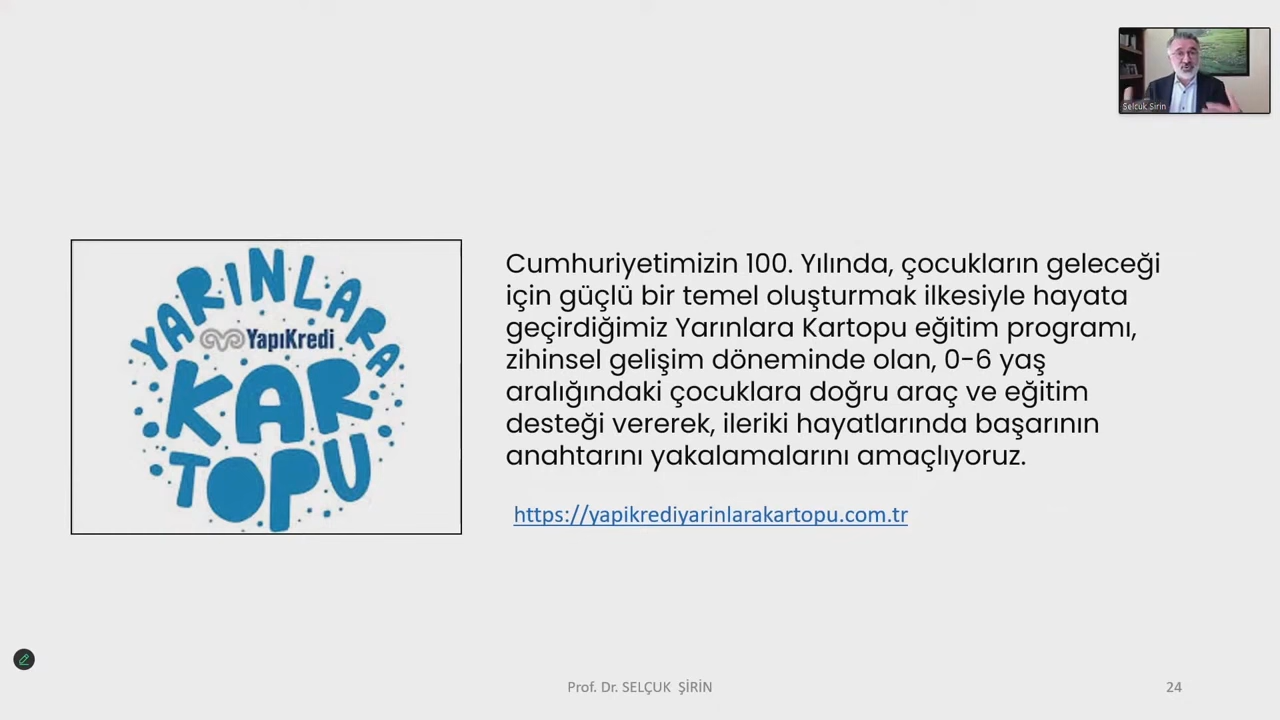 Selcuk Sirin
YARINLARA
YapıKredi
KAR
TOPU
Cumhuriyetimizin 100. Yılında, çocukların geleceği
için güçlü bir temel oluşturmak ilkesiyle hayata
geçirdiğimiz Yarınlara Kartopu eğitim programı,
zihinsel gelişim döneminde olan, 0-6 yaş
aralığındaki çocuklara doğru araç ve eğitim
desteği vererek, ileriki hayatlarında başarının
anahtarını yakalamalarını amaçlıyoruz.
https://yapikrediyarinlarakartopu.com.tr
Prof. Dr. SELÇUK ŞİRİN
24